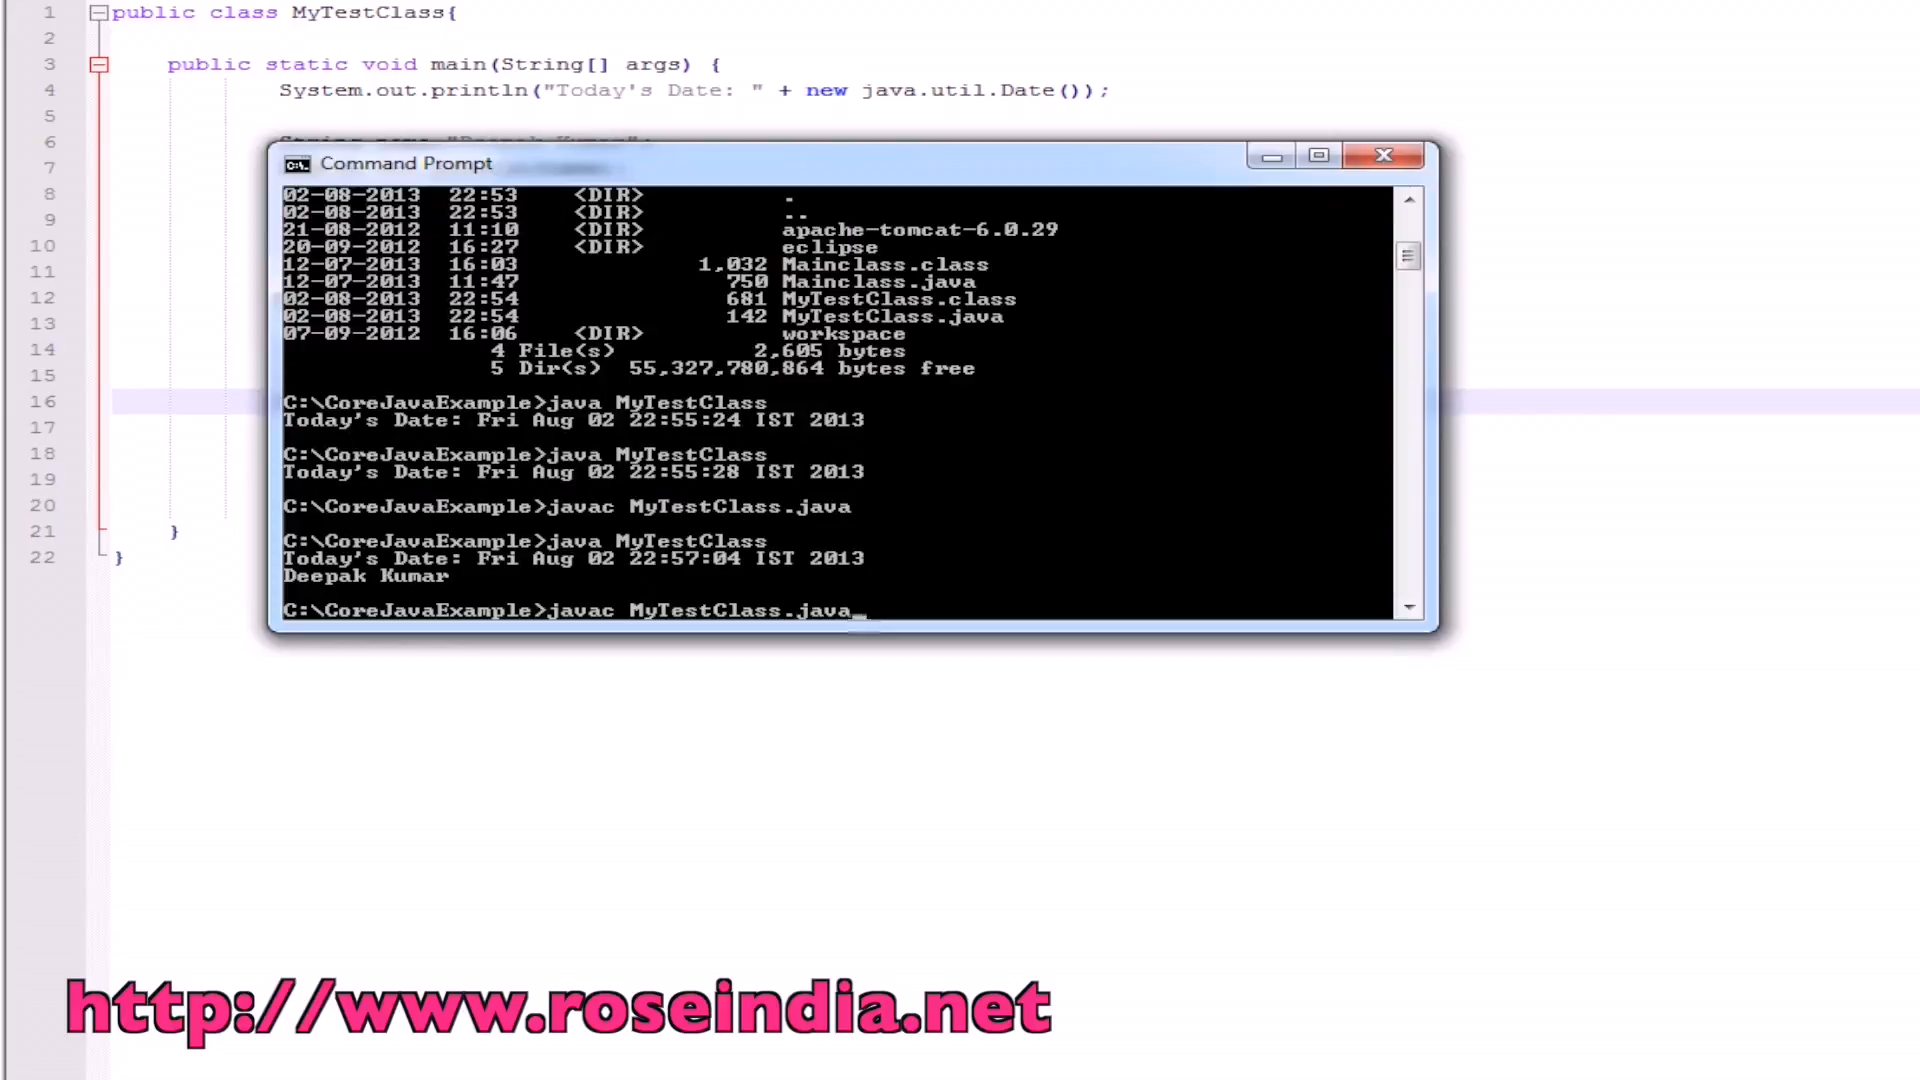 1 public class MyTestClass{
2
3 public static void main(String[] args) {
4 System.out.println("Today's Date: " + new java.util.Date());
5
6 String name "Deepak Kumar";
7
8
9
10
11
12
13
14
15
16
17
18
19
20
21 }
22 }
Command Prompt
02-08-2013 22:53 <DIR> .
02-08-2013 22:53 <DIR> ..
21-08-2012 11:10 <DIR> apache-tomcat-6.0.29
20-09-2012 16:27 <DIR> eclipse
12-07-2013 16:03 1,032 Mainclass.class
12-07-2013 11:47 750 Mainclass.java
02-08-2013 22:54 681 MyTestClass.class
02-08-2013 22:54 142 MyTestClass.java
07-09-2012 16:06 <DIR> workspace
4 File(s) 2,605 bytes
5 Dir(s) 55,327,780,864 bytes free
C:\CoreJavaExample>java MyTestClass
Today's Date: Fri Aug 02 22:55:24 IST 2013
C:\CoreJavaExample>java MyTestClass
Today's Date: Fri Aug 02 22:55:28 IST 2013
C:\CoreJavaExample>javac MyTestClass.java
C:\CoreJavaExample>java MyTestClass
Today's Date: Fri Aug 02 22:57:04 IST 2013
Deepak Kumar
C:\CoreJavaExample>javac MyTestClass.java_
http://www.roseindia.net